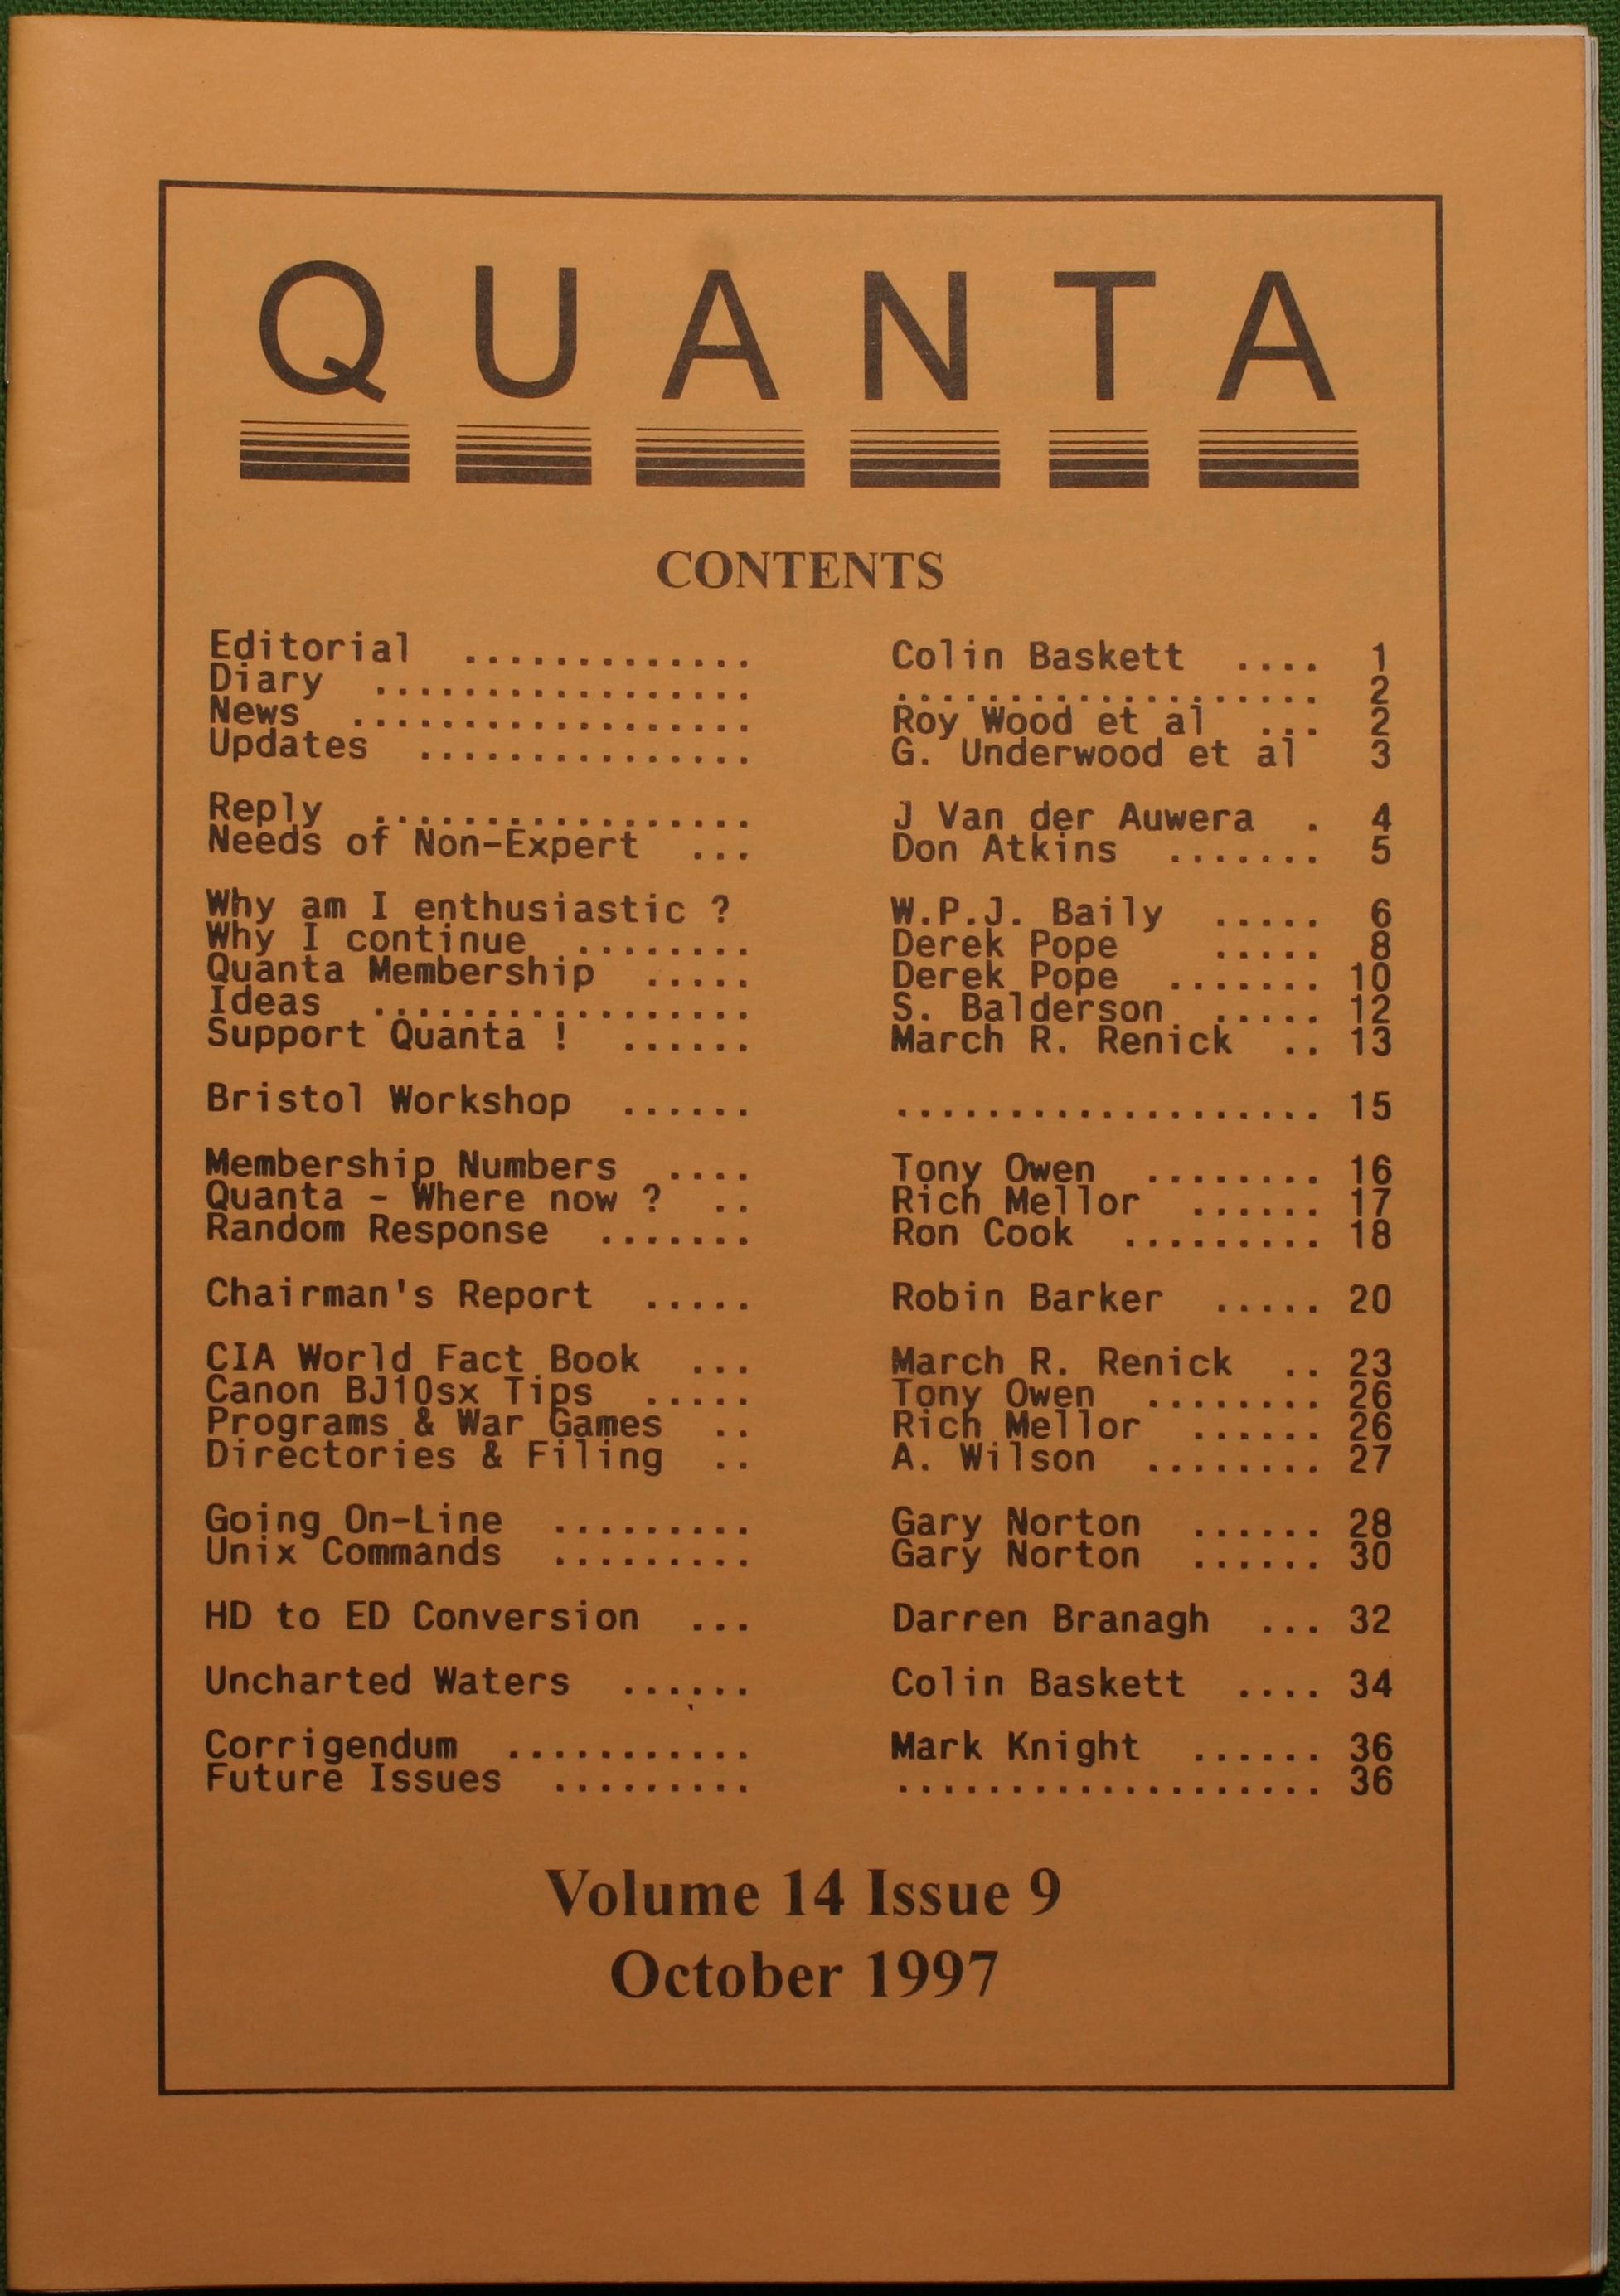 QUANTA
CONTENTS
Editorial ............. Colin Baskett .... 1
Diary ................. ................... 2
News .................. Roy Wood et al ... 2
Updates ............... G. Underwood et al 3
Reply ................. J Van der Auwera . 4
Needs of Non-Expert ... Don Atkins ....... 5
Why am I enthusiastic ? W.P.J. Baily ..... 6
Why I continue ........ Derek Pope ..... 8
Quanta Membership ..... Derek Pope ....... 10
Ideas ................. S. Balderson ..... 12
Support Quanta ! ...... March R. Renick .. 13
Bristol Workshop ...... ................... 15
Membership Numbers .... Tony Owen ........ 16
Quanta - Where now ? .. Rich Mellor ...... 17
Random Response ....... Ron Cook ......... 18
Chairman's Report ..... Robin Barker ..... 20
CIA World Fact Book ... March R. Renick .. 23
Canon BJ10sx Tips ..... Tony Owen ........ 26
Programs & War Games .. Rich Mellor ...... 26
Directories & Filing .. A. Wilson ........ 27
Going On-Line ......... Gary Norton ...... 28
Unix Commands ......... Gary Norton ...... 30
HD to ED Conversion ... Darren Branagh ... 32
Uncharted Waters ...... Colin Baskett .... 34
Corrigendum ........... Mark Knight ...... 36
Future Issues ......... ................... 36
Volume 14 Issue 9
October 1997